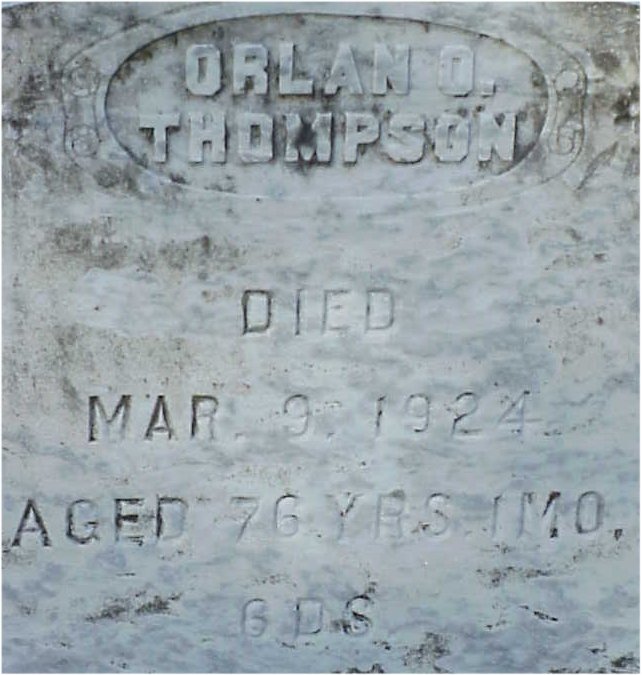 ORLAN O.
THOMPSON
DIED
MAR. 9. 1924
AGED 76 YRS. 1 MO.
6 DS